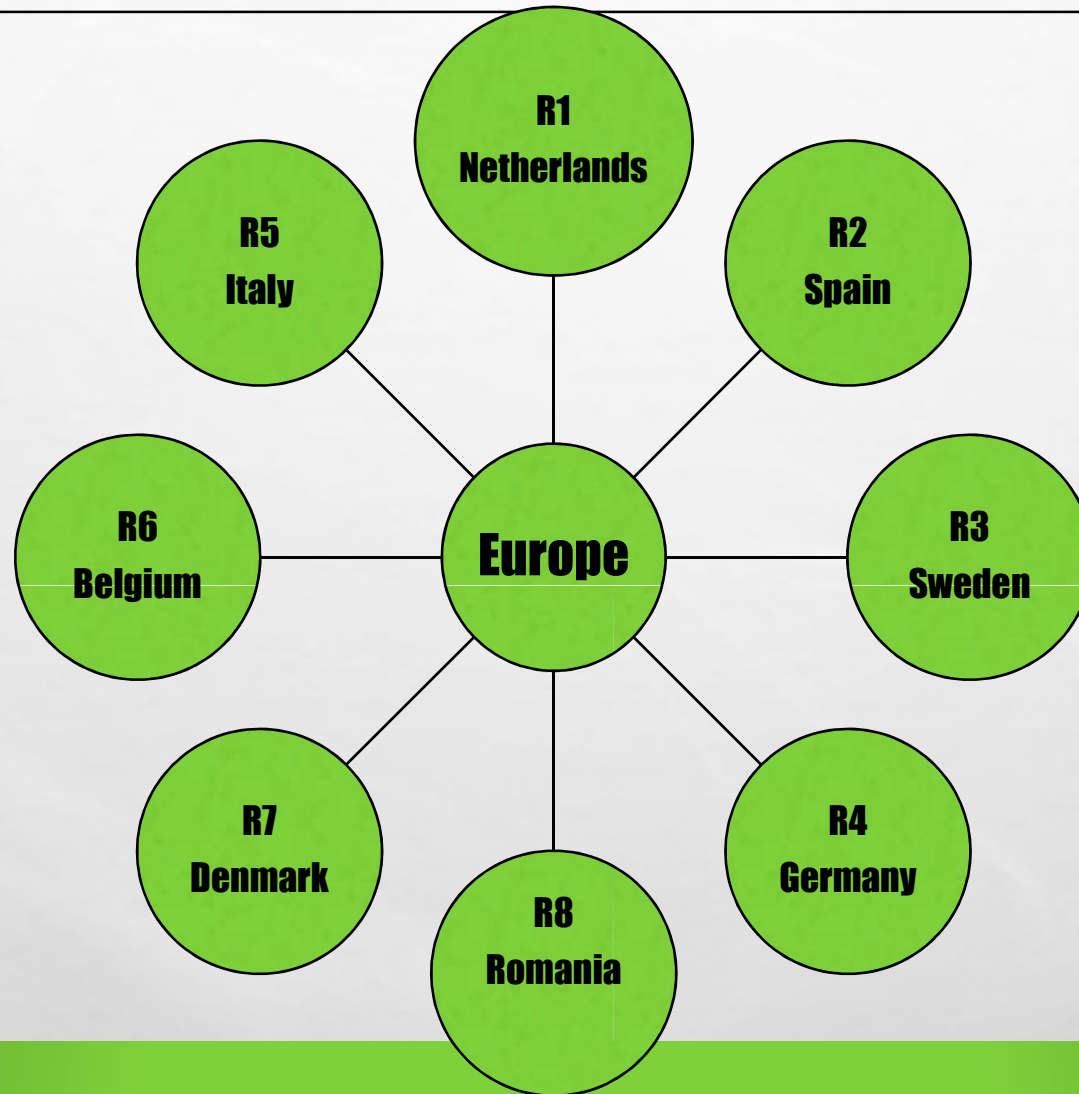 R1
Netherlands
R5
Italy
R2
Spain
R6
Belgium
Europe
R3
Sweden
R7
Denmark
R4
Germany
R8
Romania